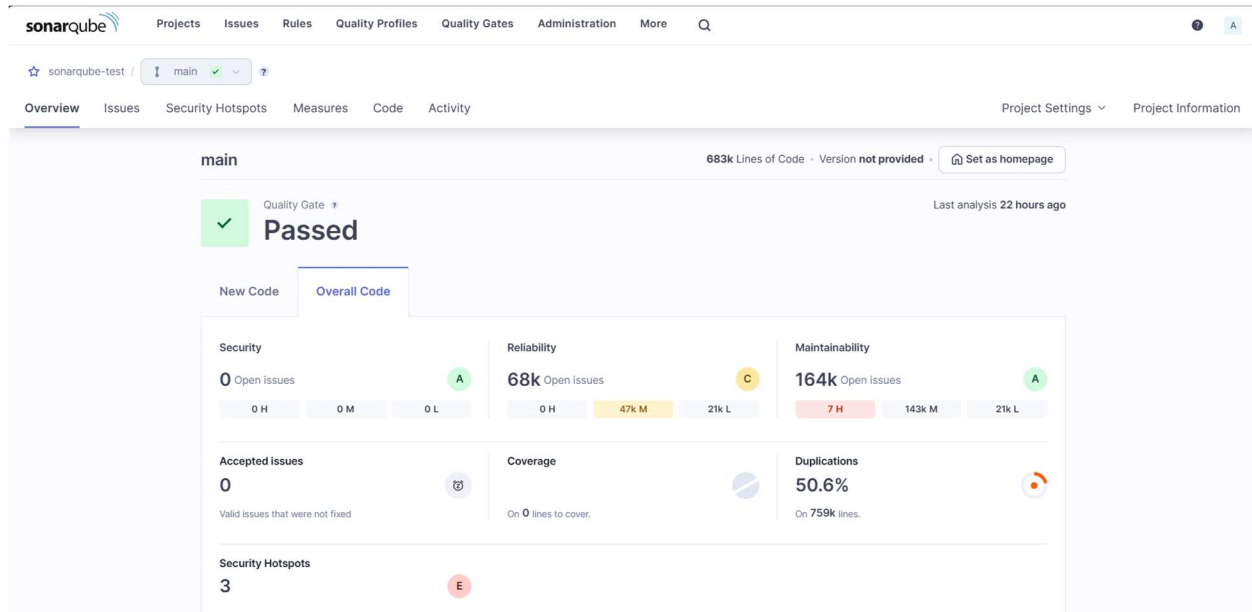 sonarqube Projects Issues Rules Quality Profiles Quality Gates Administration More ? A
sonarqube-test / main ?
Overview Issues Security Hotspots Measures Code Activity Project Settings Project Information
main 683k Lines of Code • Version not provided • Set as homepage
Quality Gate ? Last analysis 22 hours ago
Passed
New Code Overall Code
Security Reliability Maintainability
0 Open issues A 68k Open issues C 164k Open issues A
0 H 0 M 0 L 0 H 47k M 21k L 7 H 143k M 21k L
Accepted issues Coverage Duplications
0 50.6%
Valid issues that were not fixed On 0 lines to cover. On 759k lines.
Security Hotspots
3 E